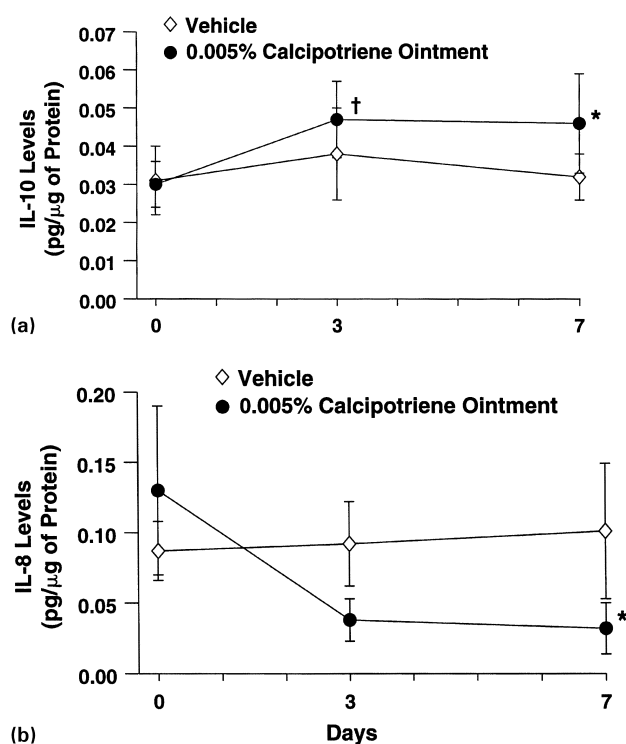 Vehicle
0.005% Calcipotriene Ointment
IL-10 Levels
(pg/µg of Protein)
0.07
0.06
0.05
0.04
0.03
0.02
0.01
0.00
†
*
0 3 7
(a)
Vehicle
0.005% Calcipotriene Ointment
IL-8 Levels
(pg/µg of Protein)
0.20
0.15
0.10
0.05
0.00
*
0 3 7
Days
(b)